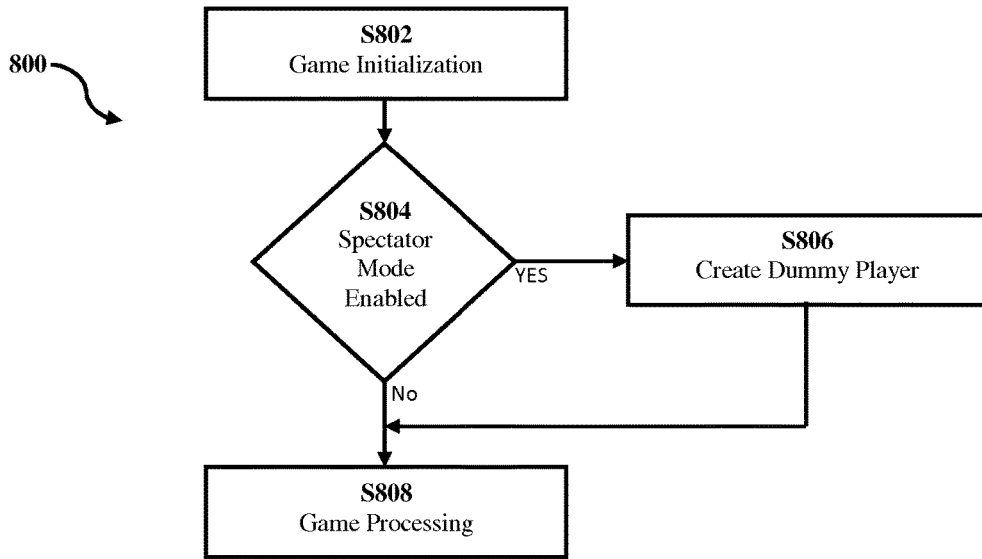 S802
Game Initialization
800
S804
Spectator
Mode
Enabled
YES
S806
Create Dummy Player
No
S808
Game Processing